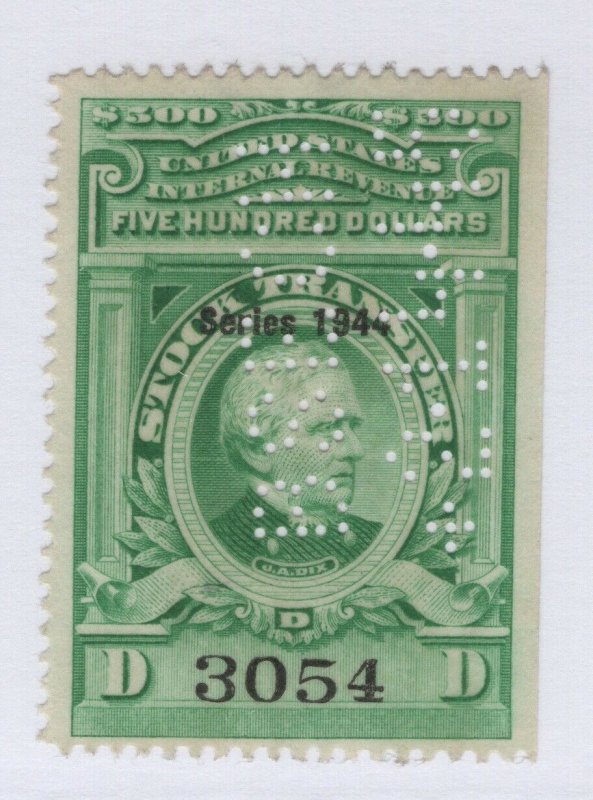 $500 $500
UNITED STATES
INTERNAL REVENUE
FIVE HUNDRED DOLLARS
STOCK TRANSFER
Series 1944
J.A.DIX
D
D 3054 D